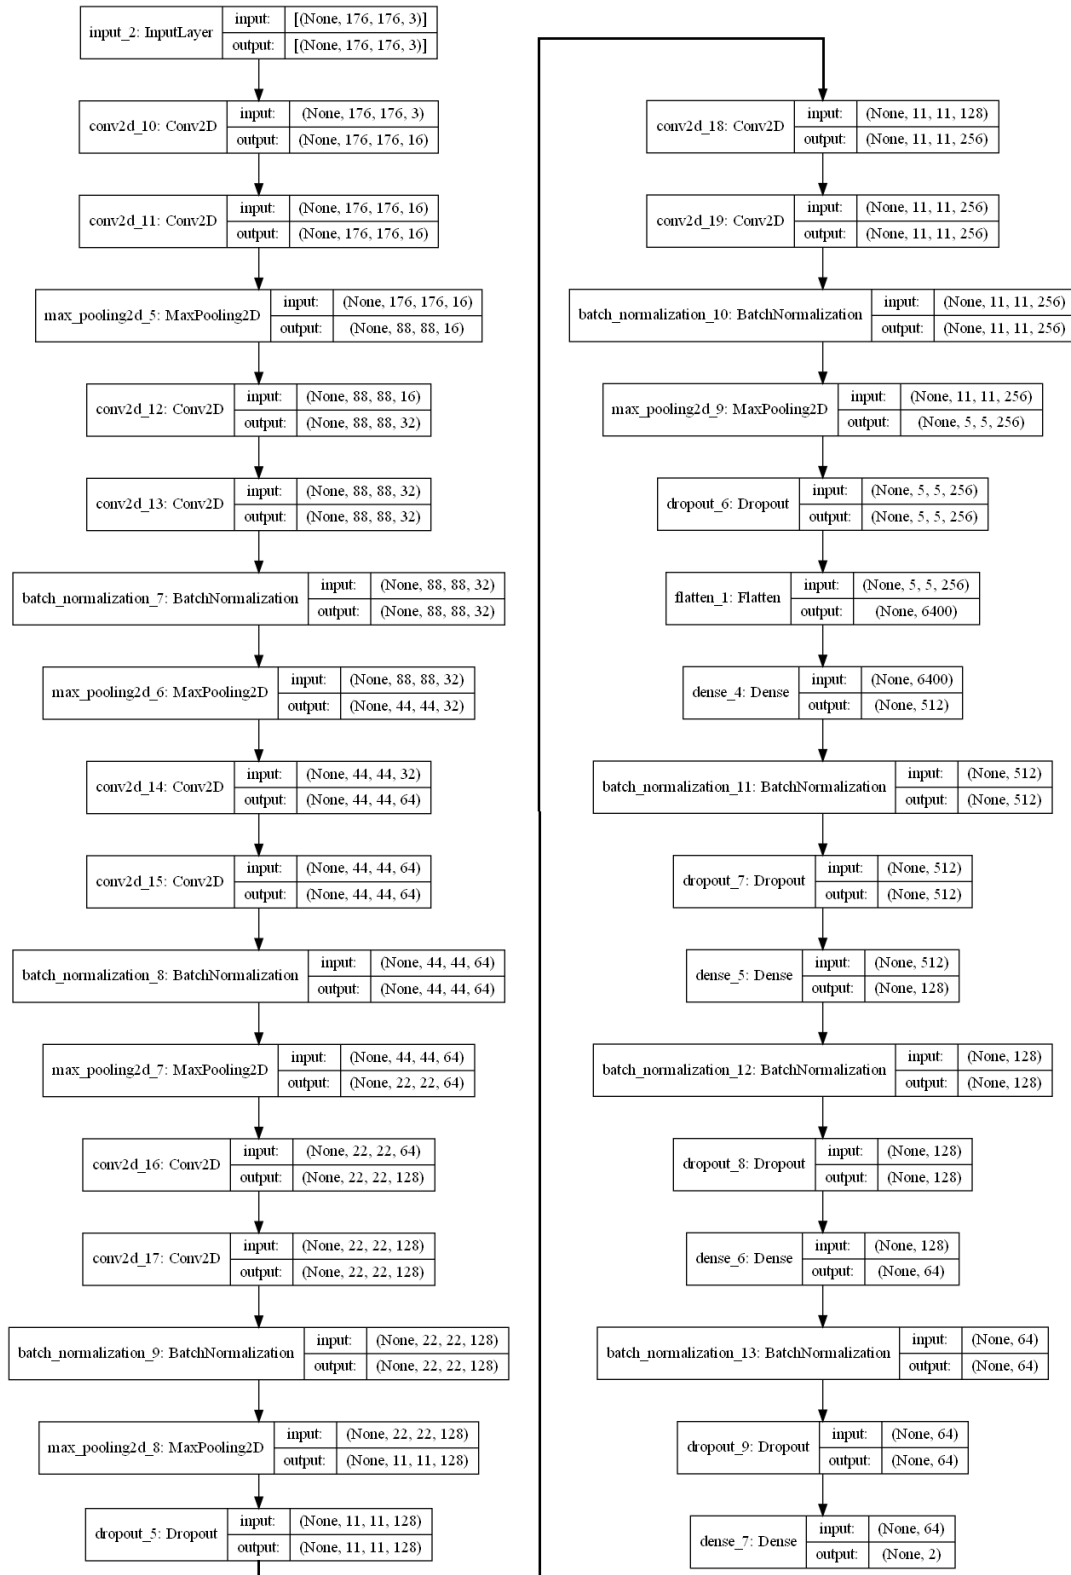 input_2: InputLayer
input: [(None, 176, 176, 3)]
output: [(None, 176, 176, 3)]
conv2d_10: Conv2D
input: (None, 176, 176, 3)
output: (None, 176, 176, 16)
conv2d_11: Conv2D
input: (None, 176, 176, 16)
output: (None, 176, 176, 16)
max_pooling2d_5: MaxPooling2D
input: (None, 176, 176, 16)
output: (None, 88, 88, 16)
conv2d_12: Conv2D
input: (None, 88, 88, 16)
output: (None, 88, 88, 32)
conv2d_13: Conv2D
input: (None, 88, 88, 32)
output: (None, 88, 88, 32)
batch_normalization_7: BatchNormalization
input: (None, 88, 88, 32)
output: (None, 88, 88, 32)
max_pooling2d_6: MaxPooling2D
input: (None, 88, 88, 32)
output: (None, 44, 44, 32)
conv2d_14: Conv2D
input: (None, 44, 44, 32)
output: (None, 44, 44, 64)
conv2d_15: Conv2D
input: (None, 44, 44, 64)
output: (None, 44, 44, 64)
batch_normalization_8: BatchNormalization
input: (None, 44, 44, 64)
output: (None, 44, 44, 64)
max_pooling2d_7: MaxPooling2D
input: (None, 44, 44, 64)
output: (None, 22, 22, 64)
conv2d_16: Conv2D
input: (None, 22, 22, 64)
output: (None, 22, 22, 128)
conv2d_17: Conv2D
input: (None, 22, 22, 128)
output: (None, 22, 22, 128)
batch_normalization_9: BatchNormalization
input: (None, 22, 22, 128)
output: (None, 22, 22, 128)
max_pooling2d_8: MaxPooling2D
input: (None, 22, 22, 128)
output: (None, 11, 11, 128)
dropout_5: Dropout
input: (None, 11, 11, 128)
output: (None, 11, 11, 128)
conv2d_18: Conv2D
input: (None, 11, 11, 128)
output: (None, 11, 11, 256)
conv2d_19: Conv2D
input: (None, 11, 11, 256)
output: (None, 11, 11, 256)
batch_normalization_10: BatchNormalization
input: (None, 11, 11, 256)
output: (None, 11, 11, 256)
max_pooling2d_9: MaxPooling2D
input: (None, 11, 11, 256)
output: (None, 5, 5, 256)
dropout_6: Dropout
input: (None, 5, 5, 256)
output: (None, 5, 5, 256)
flatten_1: Flatten
input: (None, 5, 5, 256)
output: (None, 6400)
dense_4: Dense
input: (None, 6400)
output: (None, 512)
batch_normalization_11: BatchNormalization
input: (None, 512)
output: (None, 512)
dropout_7: Dropout
input: (None, 512)
output: (None, 512)
dense_5: Dense
input: (None, 512)
output: (None, 128)
batch_normalization_12: BatchNormalization
input: (None, 128)
output: (None, 128)
dropout_8: Dropout
input: (None, 128)
output: (None, 128)
dense_6: Dense
input: (None, 128)
output: (None, 64)
batch_normalization_13: BatchNormalization
input: (None, 64)
output: (None, 64)
dropout_9: Dropout
input: (None, 64)
output: (None, 64)
dense_7: Dense
input: (None, 64)
output: (None, 2)